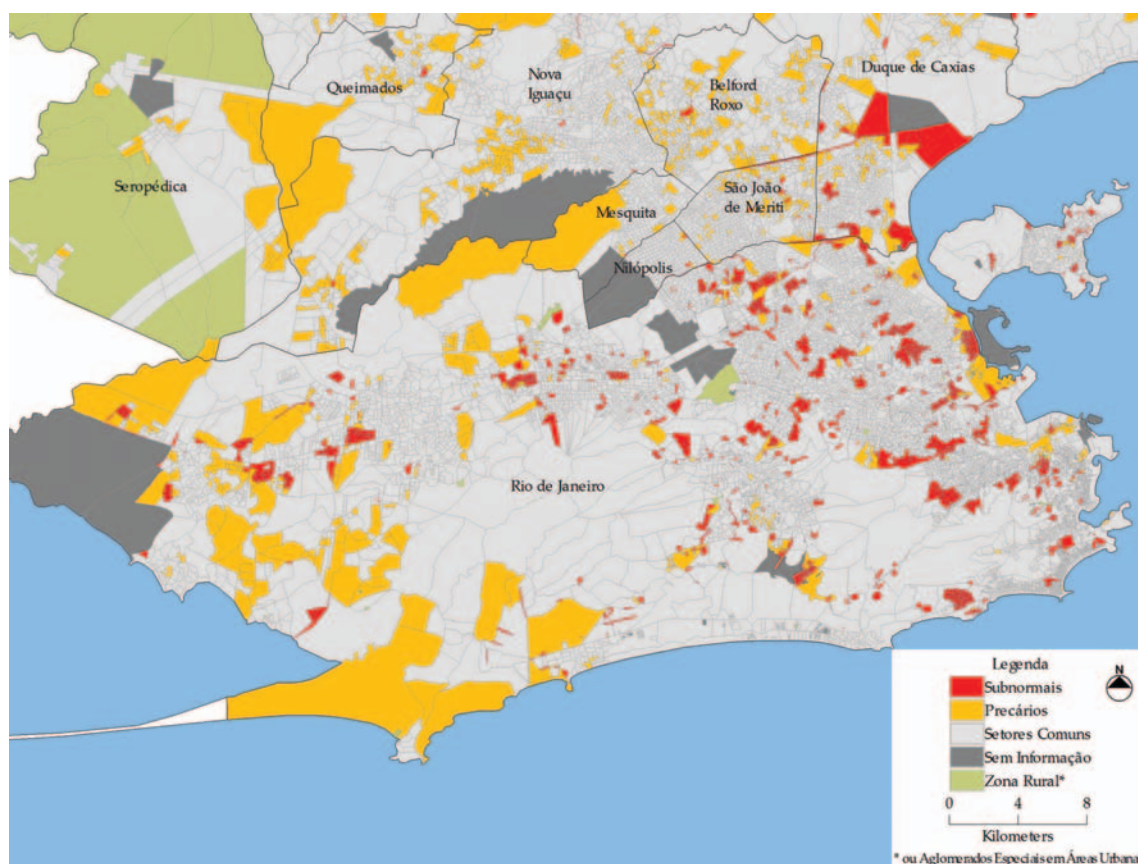 Duque de Caxias
Nova
Iguaçu
Queimados
Belford
Roxo
Seropédica
São João
de Meriti
Mesquita
Nilópolis
Rio de Janeiro
Legenda
N
Subnormais
Precários
Setores Comuns
Sem Informação
Zona Rural*
0 4 8
Kilometers
* ou Aglomerados Especiais em Áreas Urbana